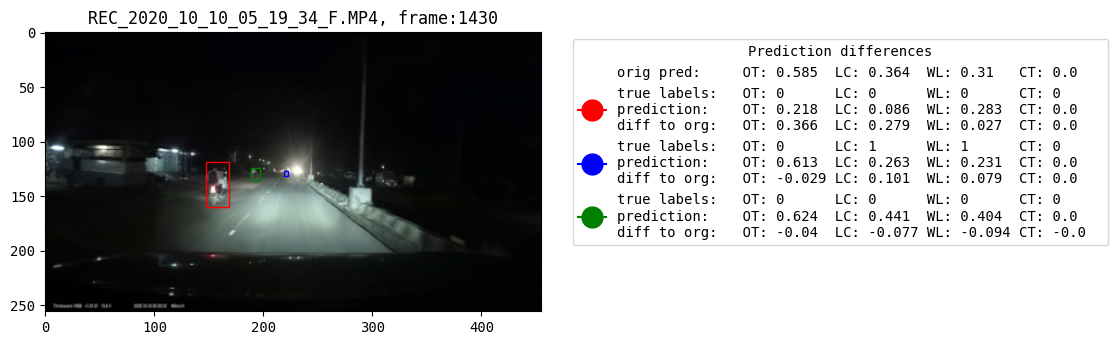 REC_2020_10_10_05_19_34_F.MP4, frame:1430
0
50
100
150
200
250
0
100
200
300
400
Prediction differences
orig pred: OT: 0.585 LC: 0.364 WL: 0.31 CT: 0.0
true labels: OT: 0 LC: 0 WL: 0 CT: 0
prediction: OT: 0.218 LC: 0.086 WL: 0.283 CT: 0.0
diff to org: OT: 0.366 LC: 0.279 WL: 0.027 CT: 0.0
true labels: OT: 0 LC: 1 WL: 1 CT: 0
prediction: OT: 0.613 LC: 0.263 WL: 0.231 CT: 0.0
diff to org: OT: -0.029 LC: 0.101 WL: 0.079 CT: 0.0
true labels: OT: 0 LC: 0 WL: 0 CT: 0
prediction: OT: 0.624 LC: 0.441 WL: 0.404 CT: 0.0
diff to org: OT: -0.04 LC: -0.077 WL: -0.094 CT: -0.0